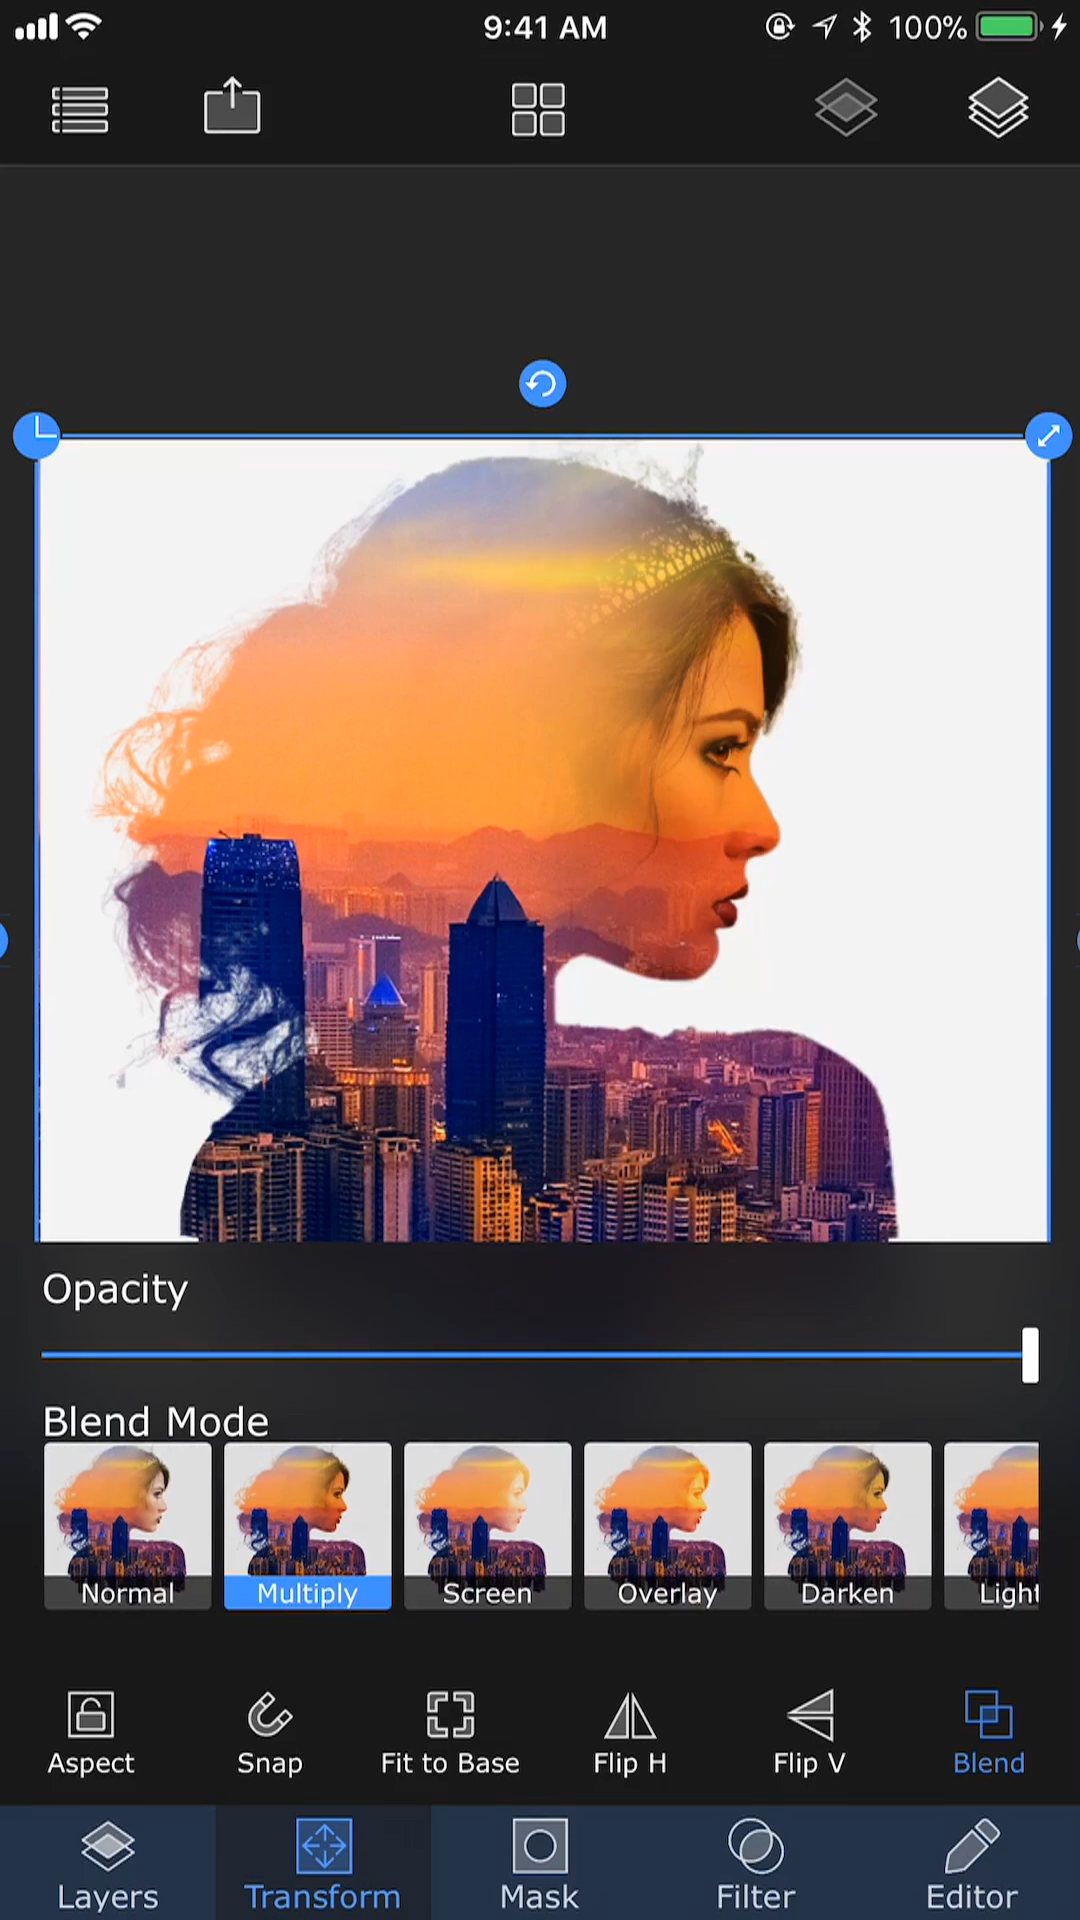 9:41 AM
100%
Opacity
Blend Mode
Normal
Multiply
Screen
Overlay
Darken
Light
Aspect
Snap
Fit to Base
Flip H
Flip V
Blend
Layers
Transform
Mask
Filter
Editor